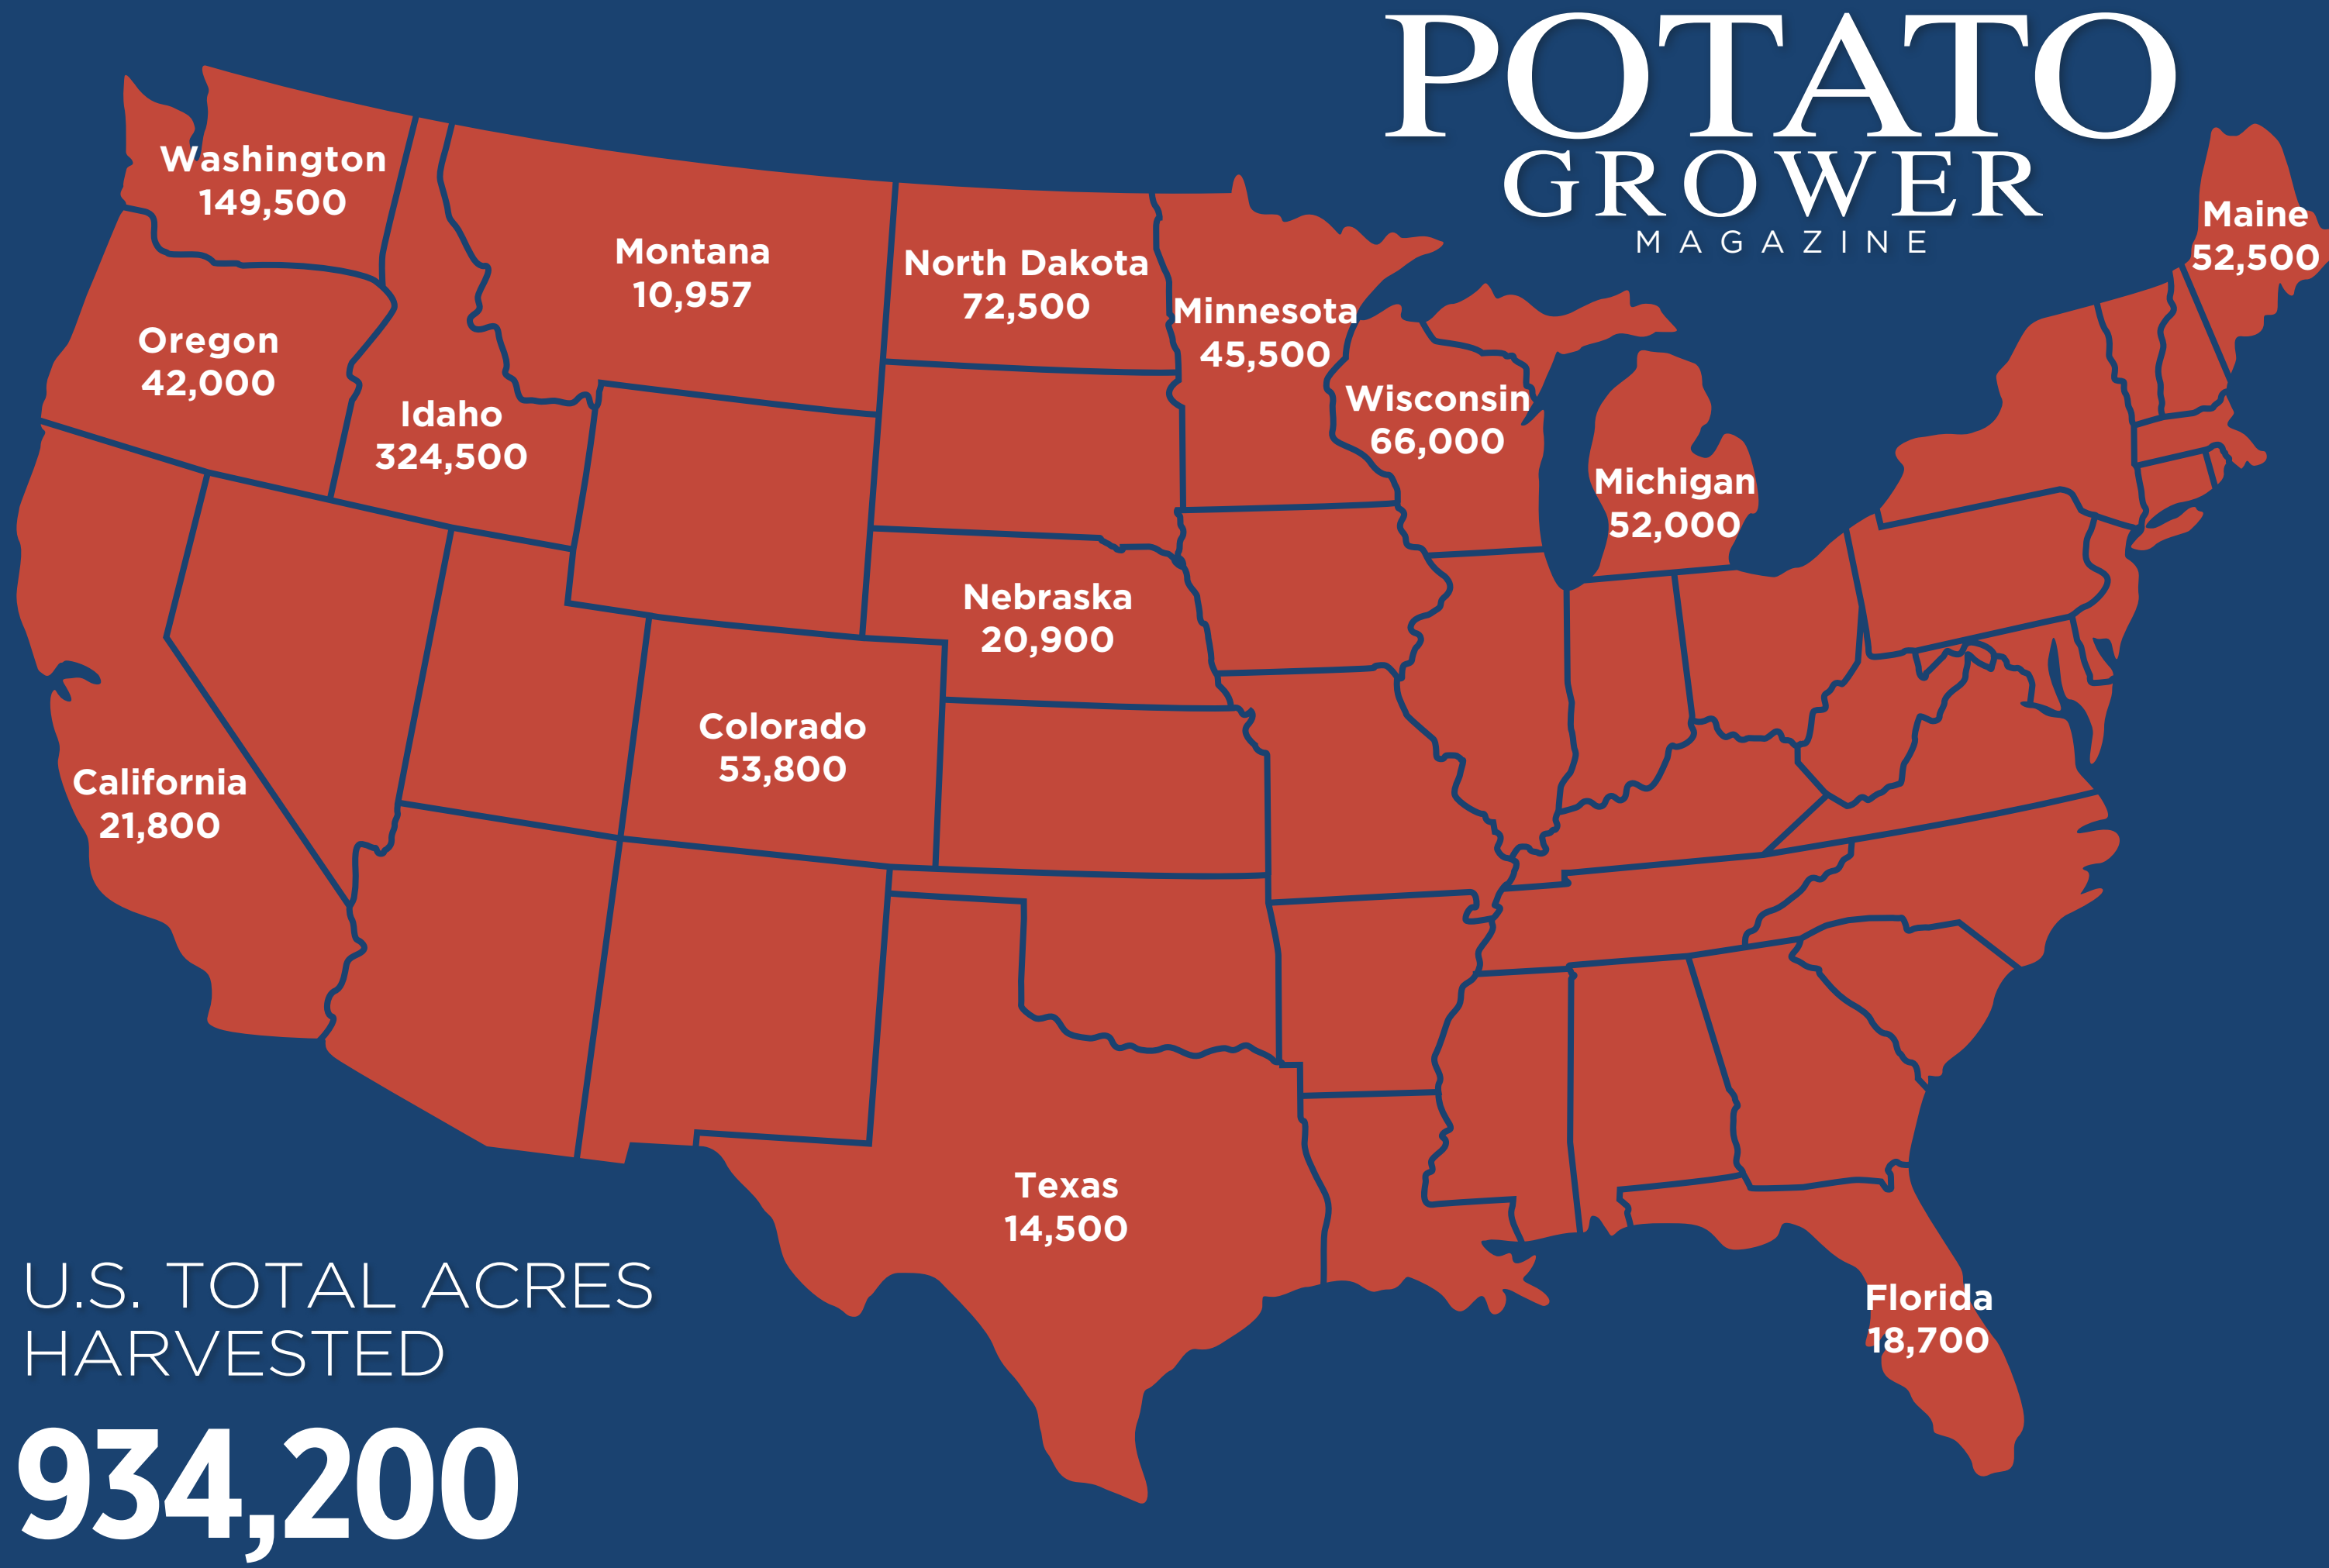 POTATO
GROWER
MAGAZINE
Washington
149,500
Montana
10,957
North Dakota
72,500
Minnesota
45,500
Maine
52,500
Oregon
42,000
Idaho
324,500
Wisconsin
66,000
Michigan
52,000
Nebraska
20,900
Colorado
53,800
California
21,800
Texas
14,500
Florida
18,700
U.S. TOTAL ACRES
HARVESTED
934,200